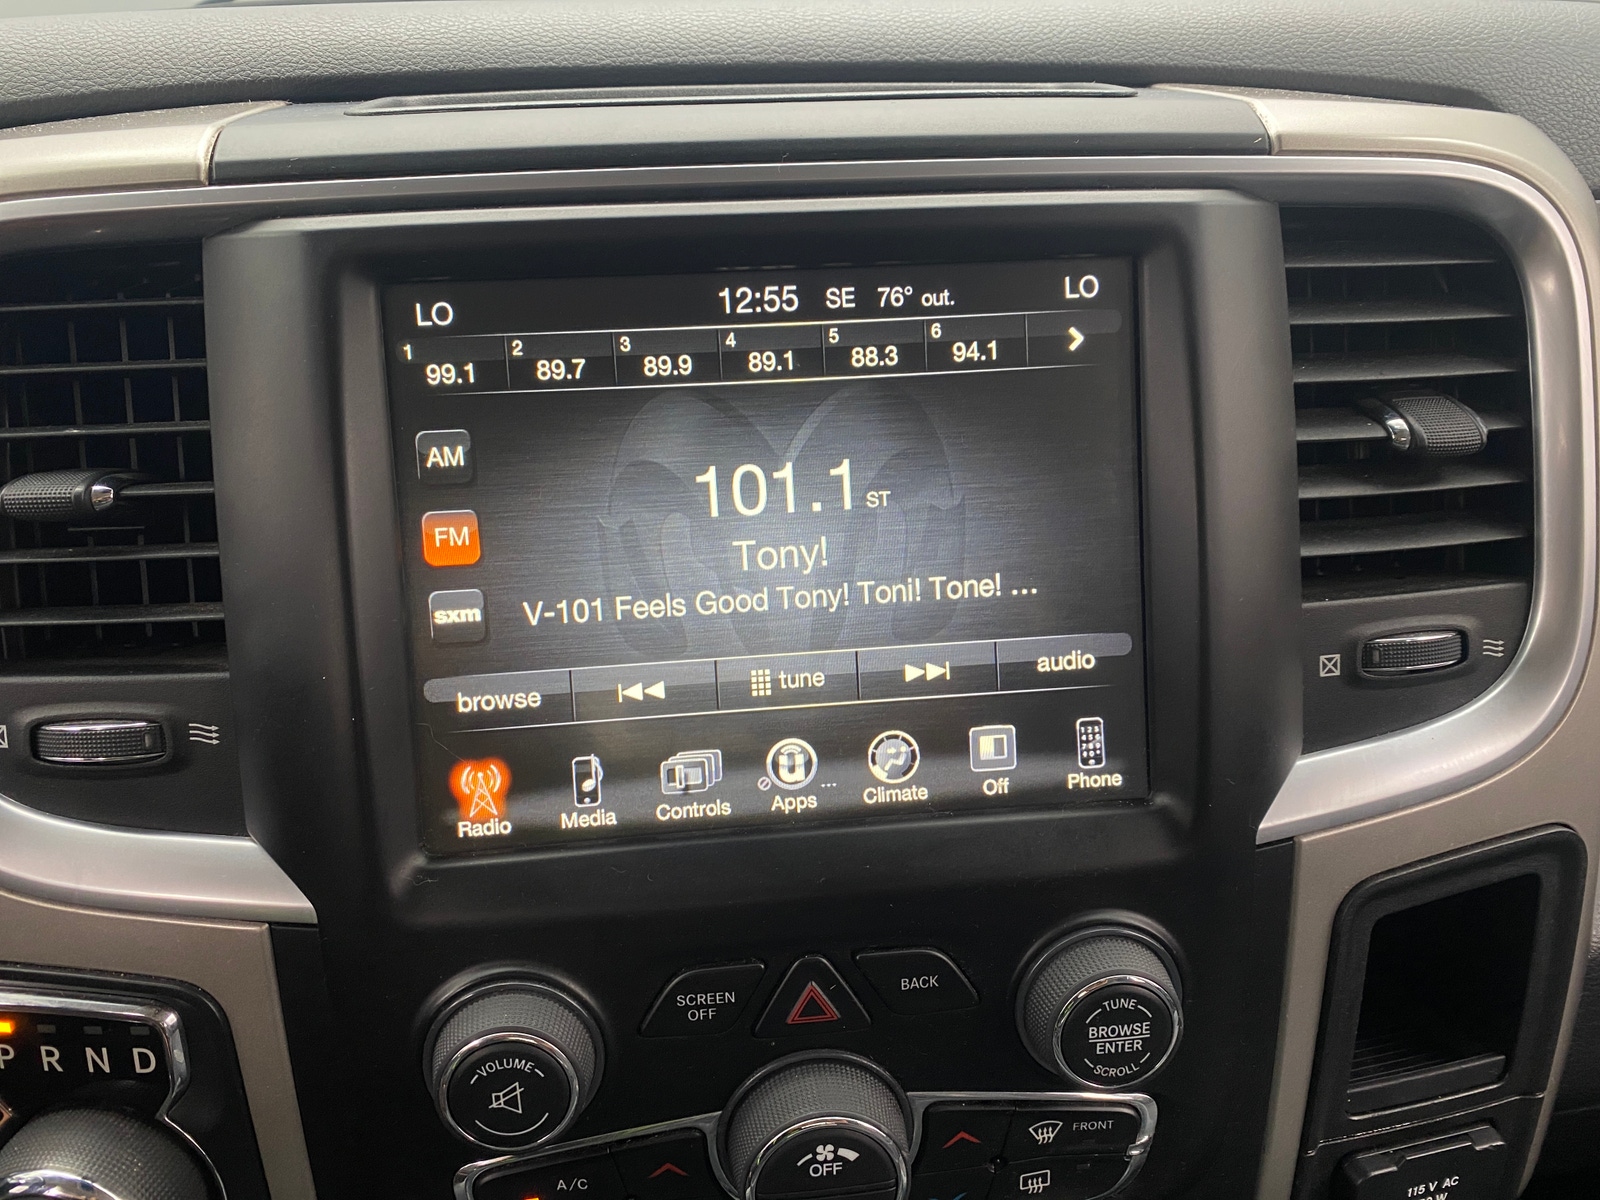 LO 12:55 SE 76° out. LO
1 99.1 2 89.7 3 89.9 4 89.1 5 88.3 6 94.1
AM
101.1 ST
FM
Tony!
sxm
V-101 Feels Good Tony! Toni! Tone! ...
browse tune audio
Radio Media Controls Apps ... Climate Off Phone
SCREEN
OFF
BACK
VOLUME
TUNE
BROWSE
ENTER
SCROLL
P R N D
OFF
A/C
FRONT
115 V AC